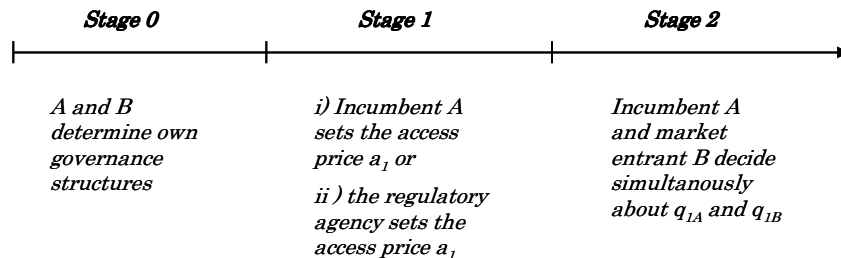 Stage 0
Stage 1
Stage 2
A and B
determine own
governance
structures
i) Incumbent A
sets the access
price a₁ or
ii) the regulatory
agency sets the
access price a₁
Incumbent A
and market
entrant B decide
simultanously
about q₁A and q₁B